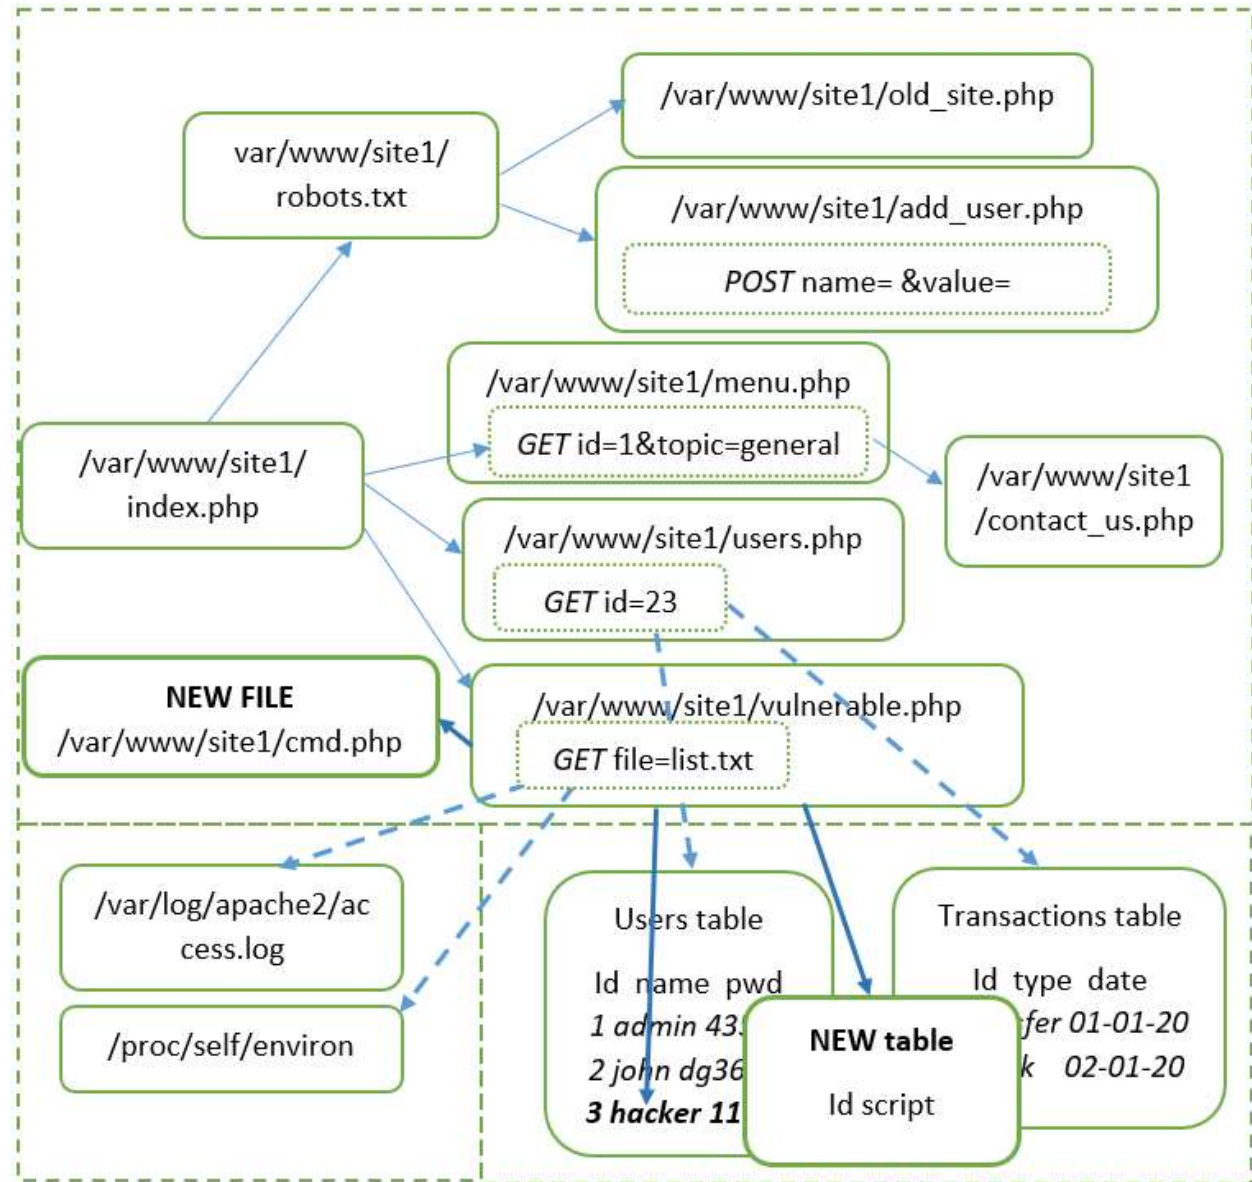 /var/www/site1/old_site.php
var/www/site1/
robots.txt
/var/www/site1/add_user.php
POST name= &value=
/var/www/site1/menu.php
GET id=1&topic=general
/var/www/site1/
index.php
/var/www/site1
/contact_us.php
/var/www/site1/users.php
GET id=23
NEW FILE
/var/www/site1/cmd.php
/var/www/site1/vulnerable.php
GET file=list.txt
/var/log/apache2/ac
cess.log
/proc/self/environ
Users table
Id name pwd
1 admin
2 john
3 hacker
Transactions table
Id type date
01-01-20
02-01-20
NEW table
Id script